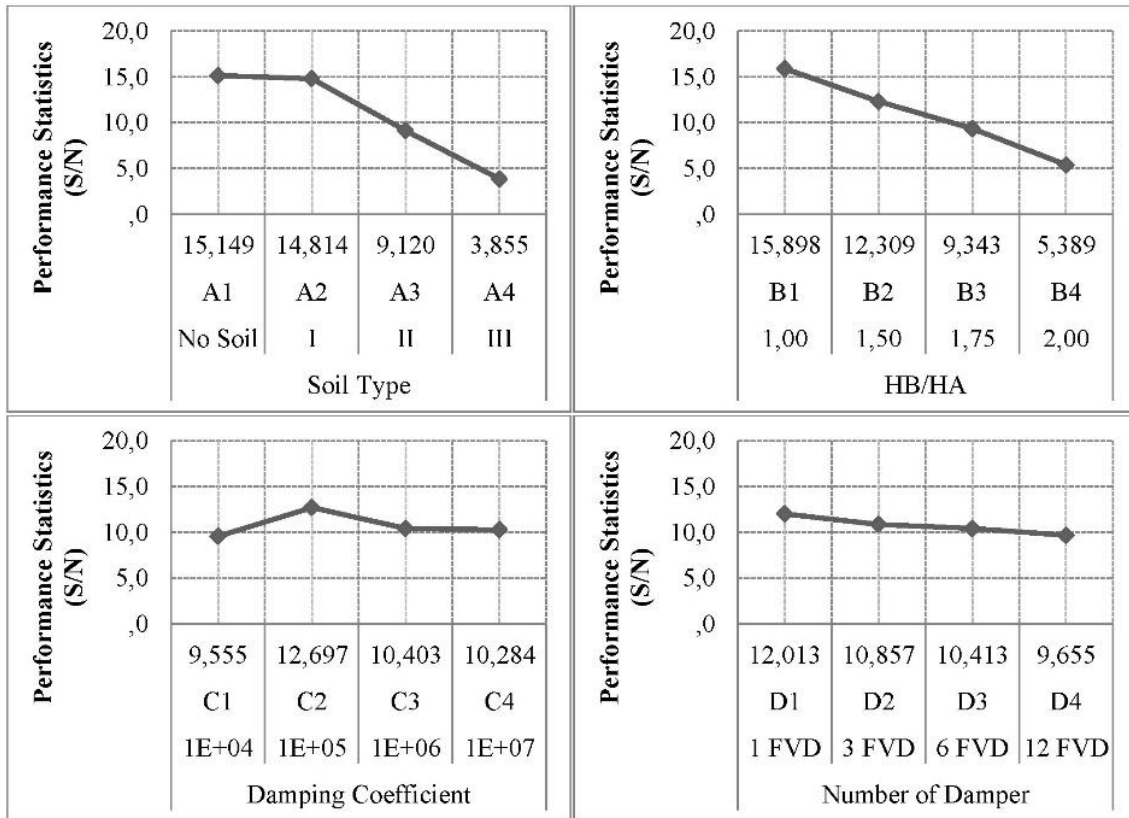 Performance Statistics
(S/N)
20,0
15,0
10,0
5,0
,0
15,149 14,814 9,120 3,855
A1 A2 A3 A4
No Soil I II III
Soil Type
Performance Statistics
(S/N)
20,0
15,0
10,0
5,0
,0
15,898 12,309 9,343 5,389
B1 B2 B3 B4
1,00 1,50 1,75 2,00
HB/HA
Performance Statistics
(S/N)
20,0
15,0
10,0
5,0
,0
9,555 12,697 10,403 10,284
C1 C2 C3 C4
1E+04 1E+05 1E+06 1E+07
Damping Coefficient
Performance Statistics
(S/N)
20,0
15,0
10,0
5,0
,0
12,013 10,857 10,413 9,655
D1 D2 D3 D4
1 FVD 3 FVD 6 FVD 12 FVD
Number of Damper